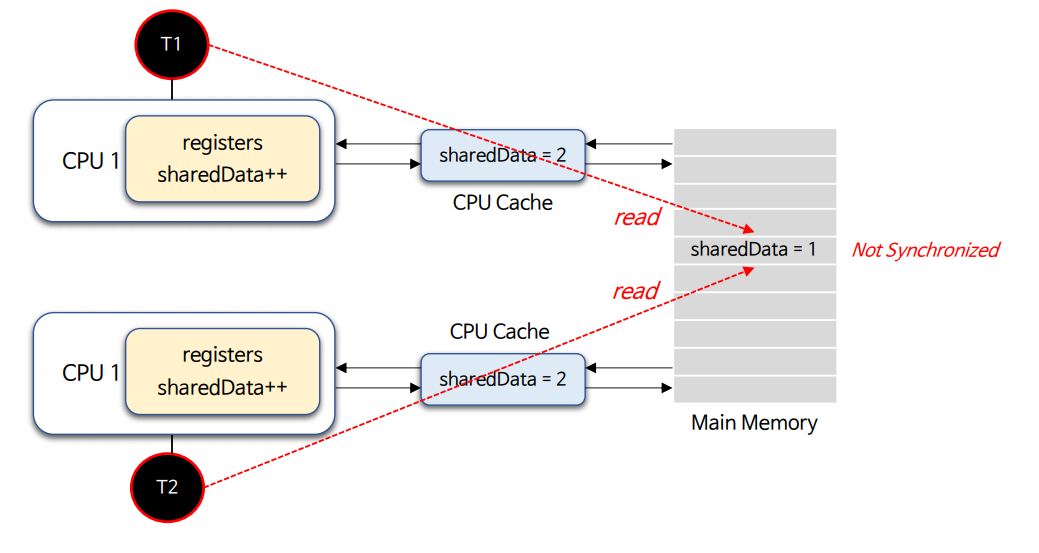 T1
CPU 1
registers
sharedData++
sharedData = 2
CPU Cache
read
sharedData = 1
Not Synchronized
read
CPU Cache
CPU 1
registers
sharedData++
sharedData = 2
Main Memory
T2